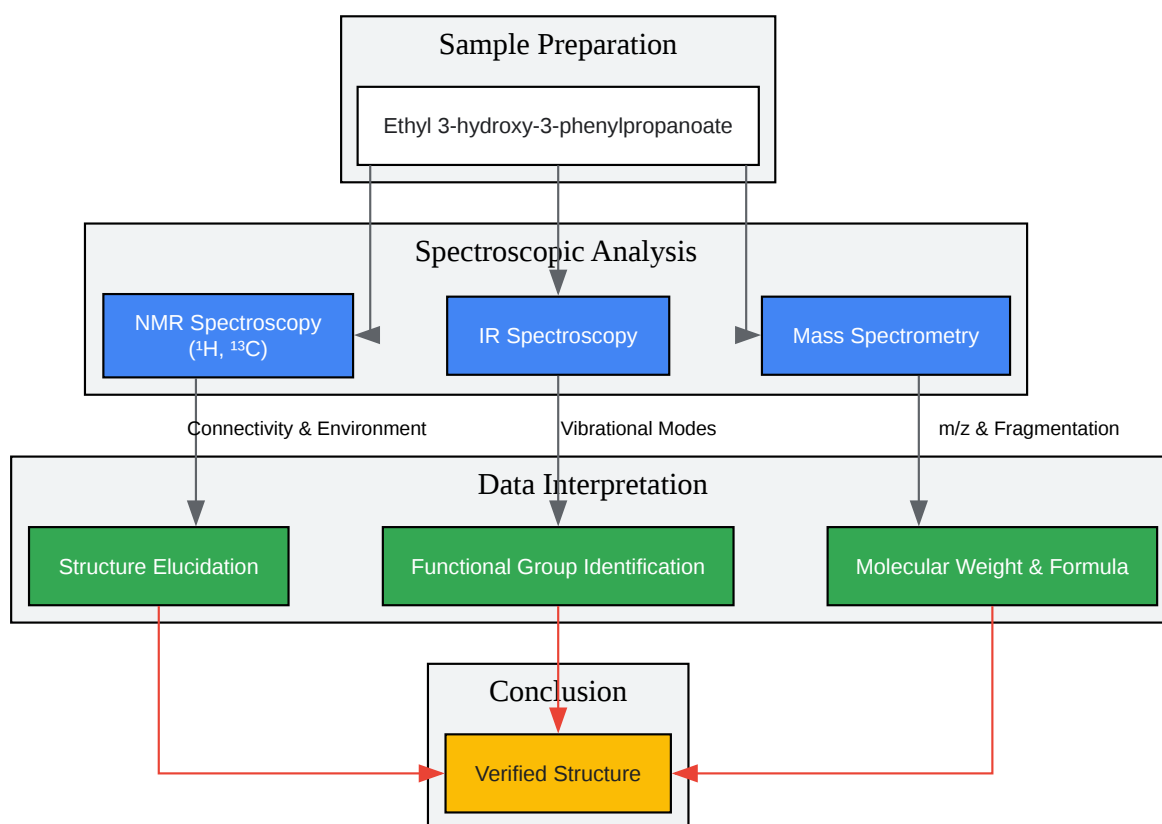 Sample Preparation
Ethyl 3-hydroxy-3-phenylpropanoate
Spectroscopic Analysis
NMR Spectroscopy
(¹H, ¹³C)
IR Spectroscopy
Mass Spectrometry
Connectivity & Environment
Vibrational Modes
m/z & Fragmentation
Data Interpretation
Structure Elucidation
Functional Group Identification
Molecular Weight & Formula
Conclusion
Verified Structure